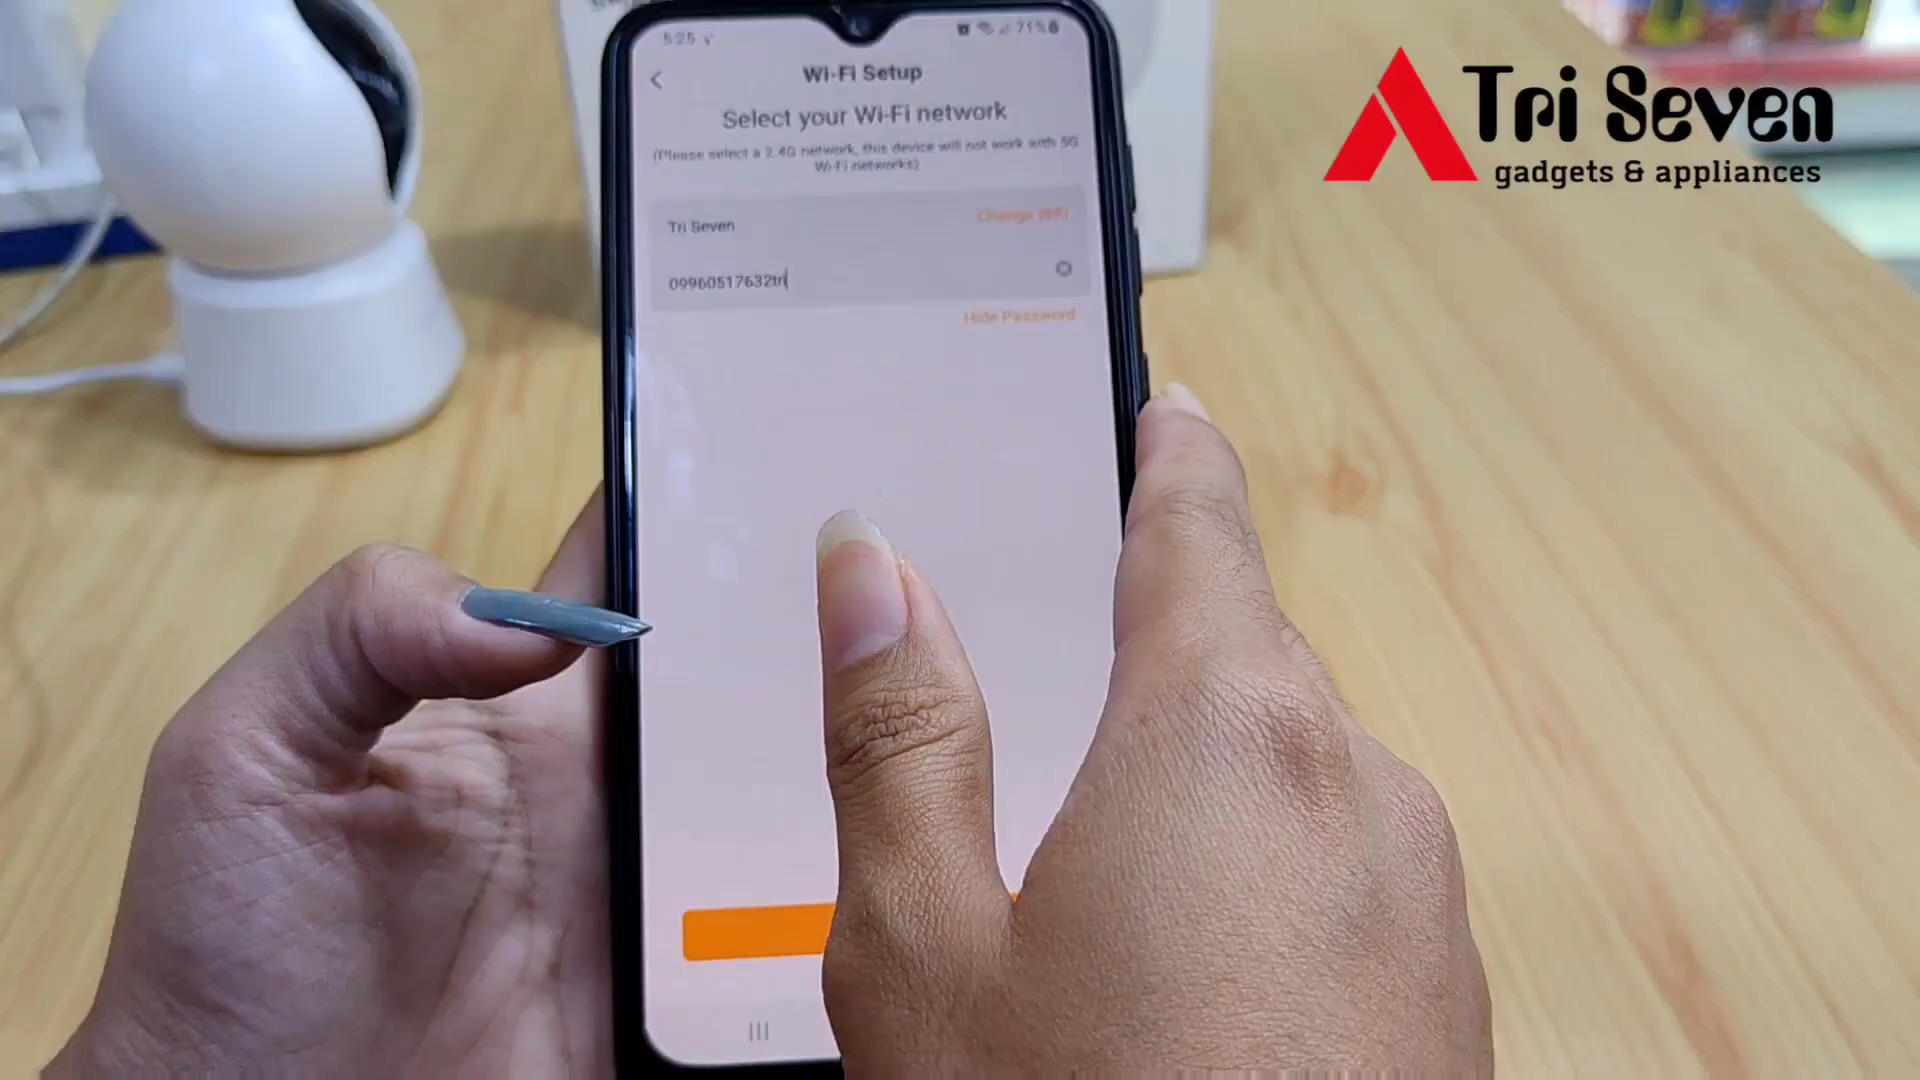 5:25
71%
Wi-Fi Setup
Select your Wi-Fi network
(Please select a 2.4G network, this device will not work with 5G
Wi-Fi networks)
Tri Seven
Change Wifi
09960517632tri
Hide Password
Tri Seven
gadgets & appliances